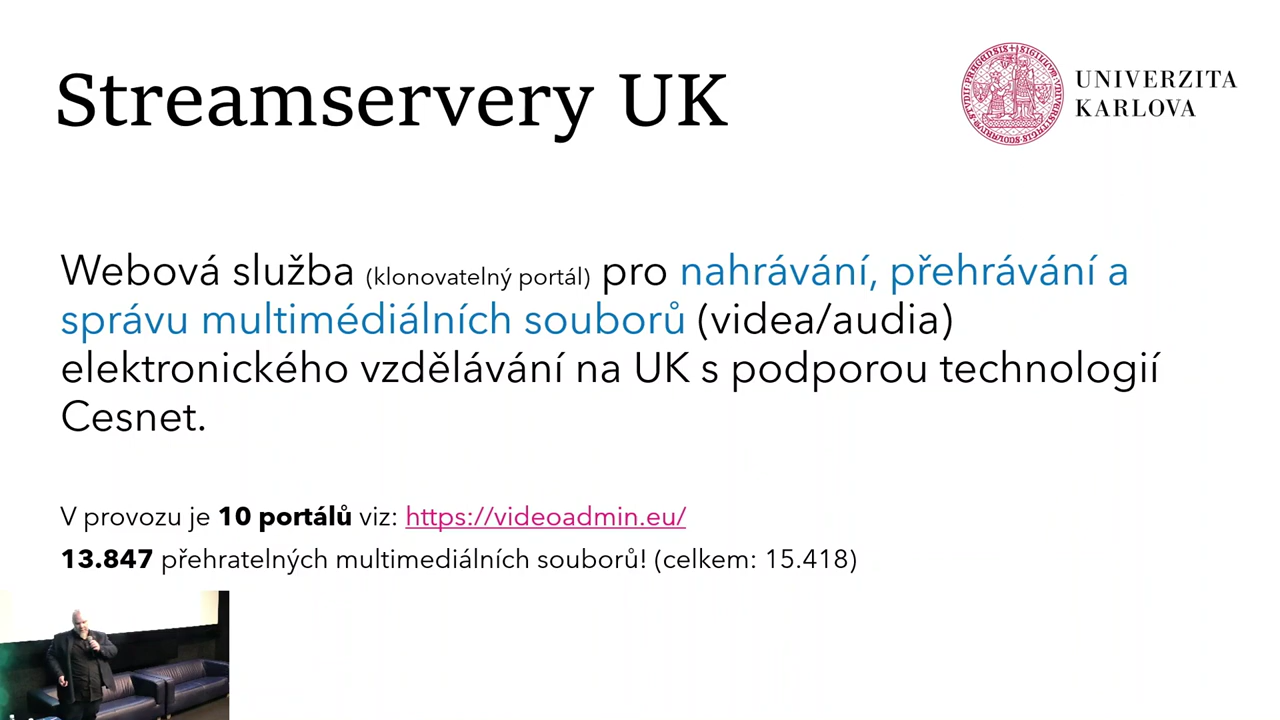 Streamservery UK
UNIVERZITA
KARLOVA
Webová služba (klonovatelný portál) pro nahrávání, přehrávání a
správu multimédiálních souborů (videa/audia)
elektronického vzdělávání na UK s podporou technologií
Cesnet.
V provozu je 10 portálů viz: https://videoadmin.eu/
13.847 přehratelných multimediálních souborů! (celkem: 15.418)